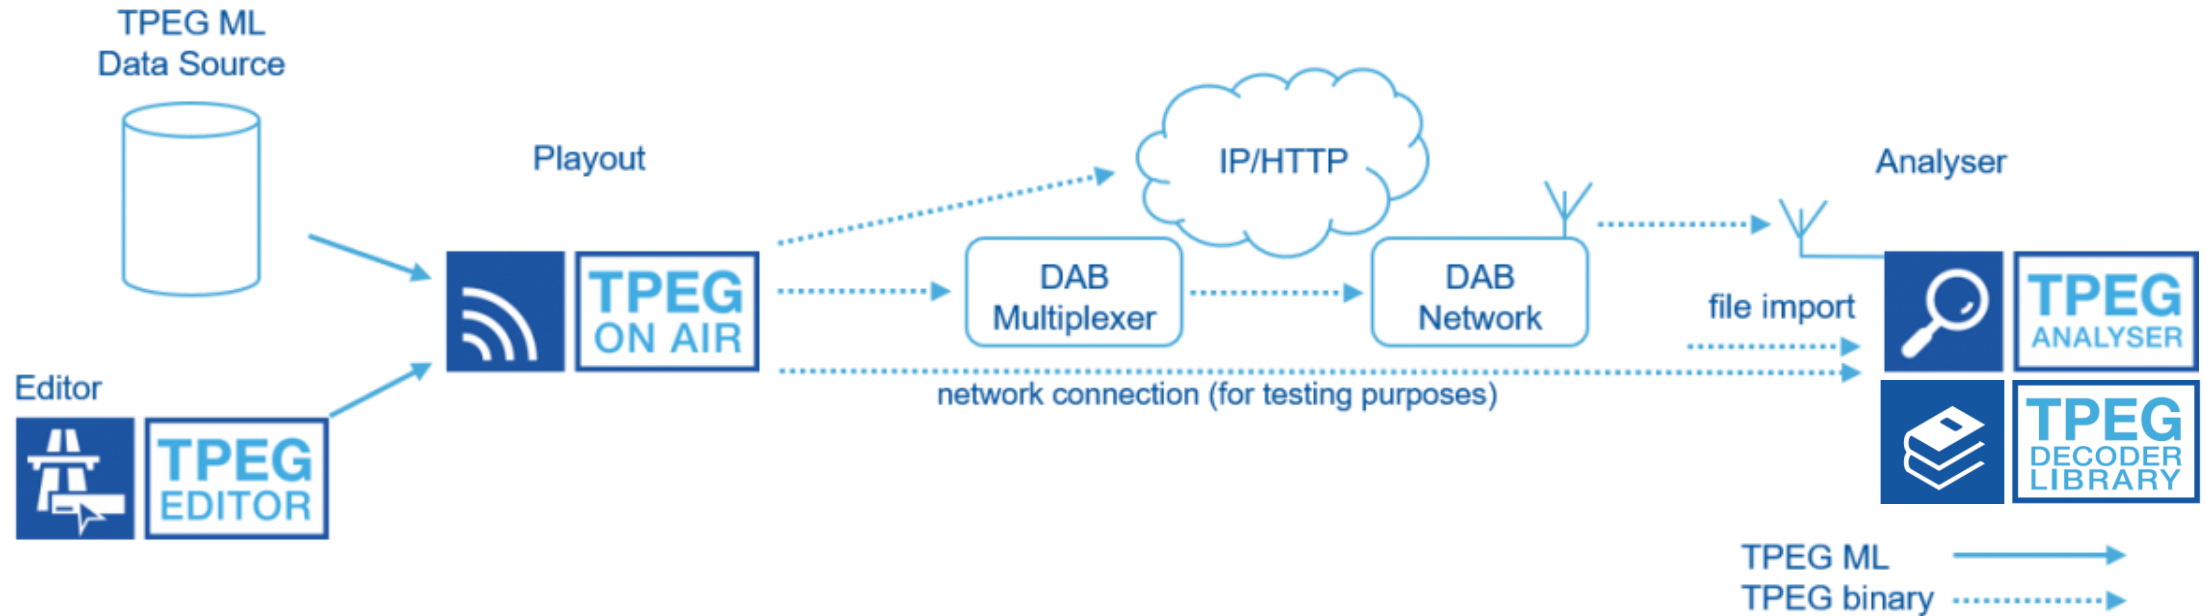 TPEG ML
Data Source
Playout
IP/HTTP
Analyser
TPEG
ON AIR
DAB
Multiplexer
DAB
Network
file import
TPEG
ANALYSER
network connection (for testing purposes)
Editor
TPEG
EDITOR
TPEG
DECODER
LIBRARY
TPEG ML
TPEG binary